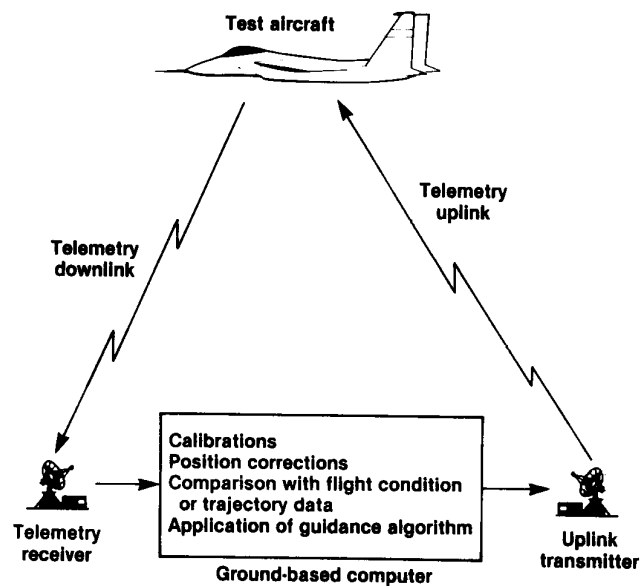 Test aircraft
Telemetry
uplink
Telemetry
downlink
Calibrations
Position corrections
Comparison with flight condition
or trajectory data
Application of guidance algorithm
Telemetry
receiver
Uplink
transmitter
Ground-based computer